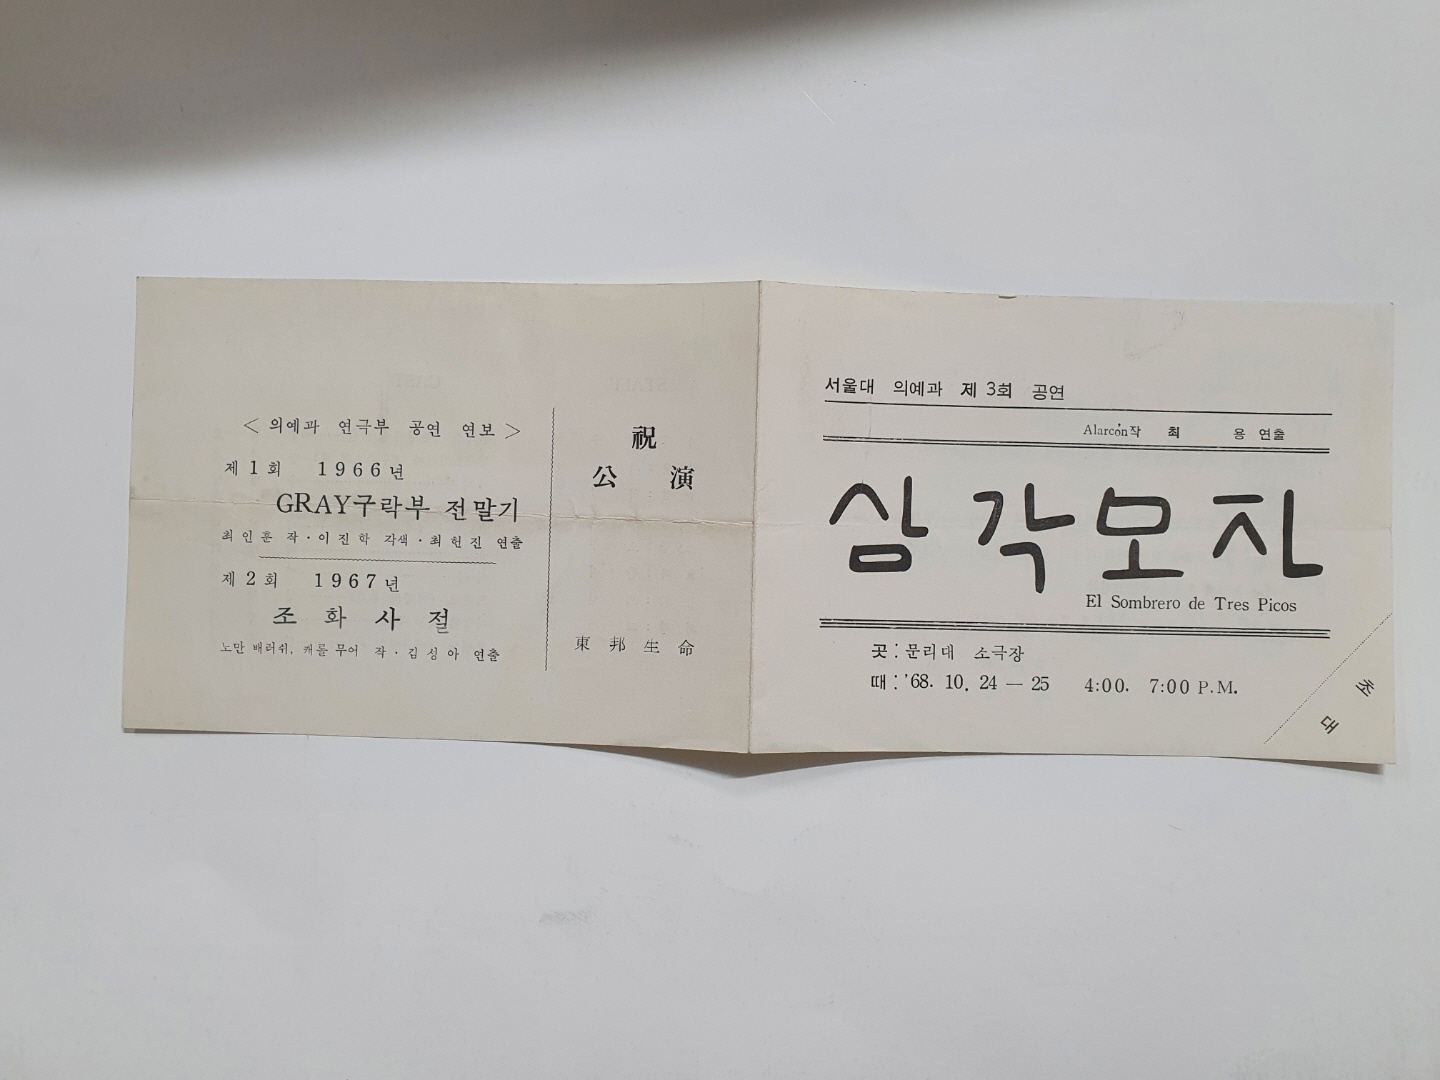 < 의예과 연극부 공연 연보 >
제 1 회 1966년
GRAY구락부 전말기
최인훈 작 · 이진학 각색 · 최헌진 연출
제 2 회 1967년
조 화 사 절
노만 배러쉬, 캐롤 무어 작 · 김성아 연출
祝
公 演
東 邦 生 命
서울대 의예과 제 3회 공연
Alarcón작 최 용 연출
삼각모자
El Sombrero de Tres Picos
곳 : 문리대 소극장
때 : '68. 10. 24 — 25 4:00. 7:00 P.M.
초 대